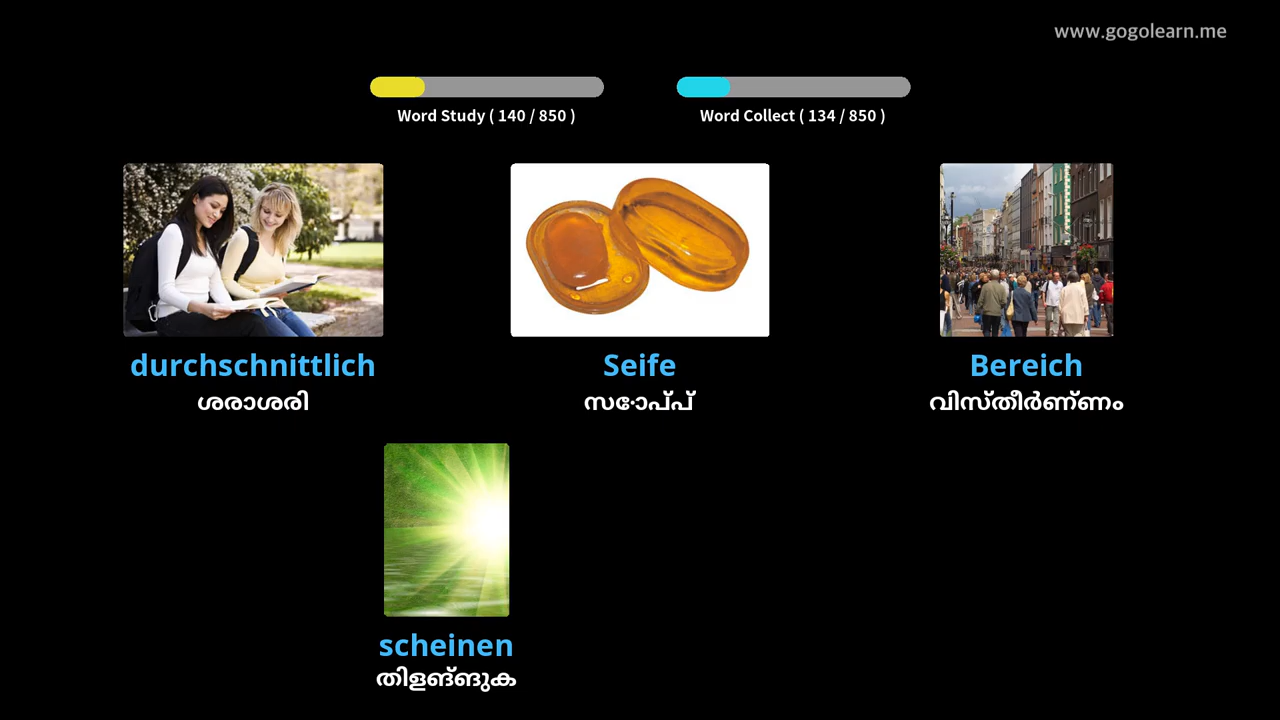 www.gogolearn.me
Word Study ( 140 / 850 )
Word Collect ( 134 / 850 )
durchschnittlich
ശരാശരി
Seife
സോപ്പ്
Bereich
വിസ്തീർണ്ണം
scheinen
തിളങ്ങുക